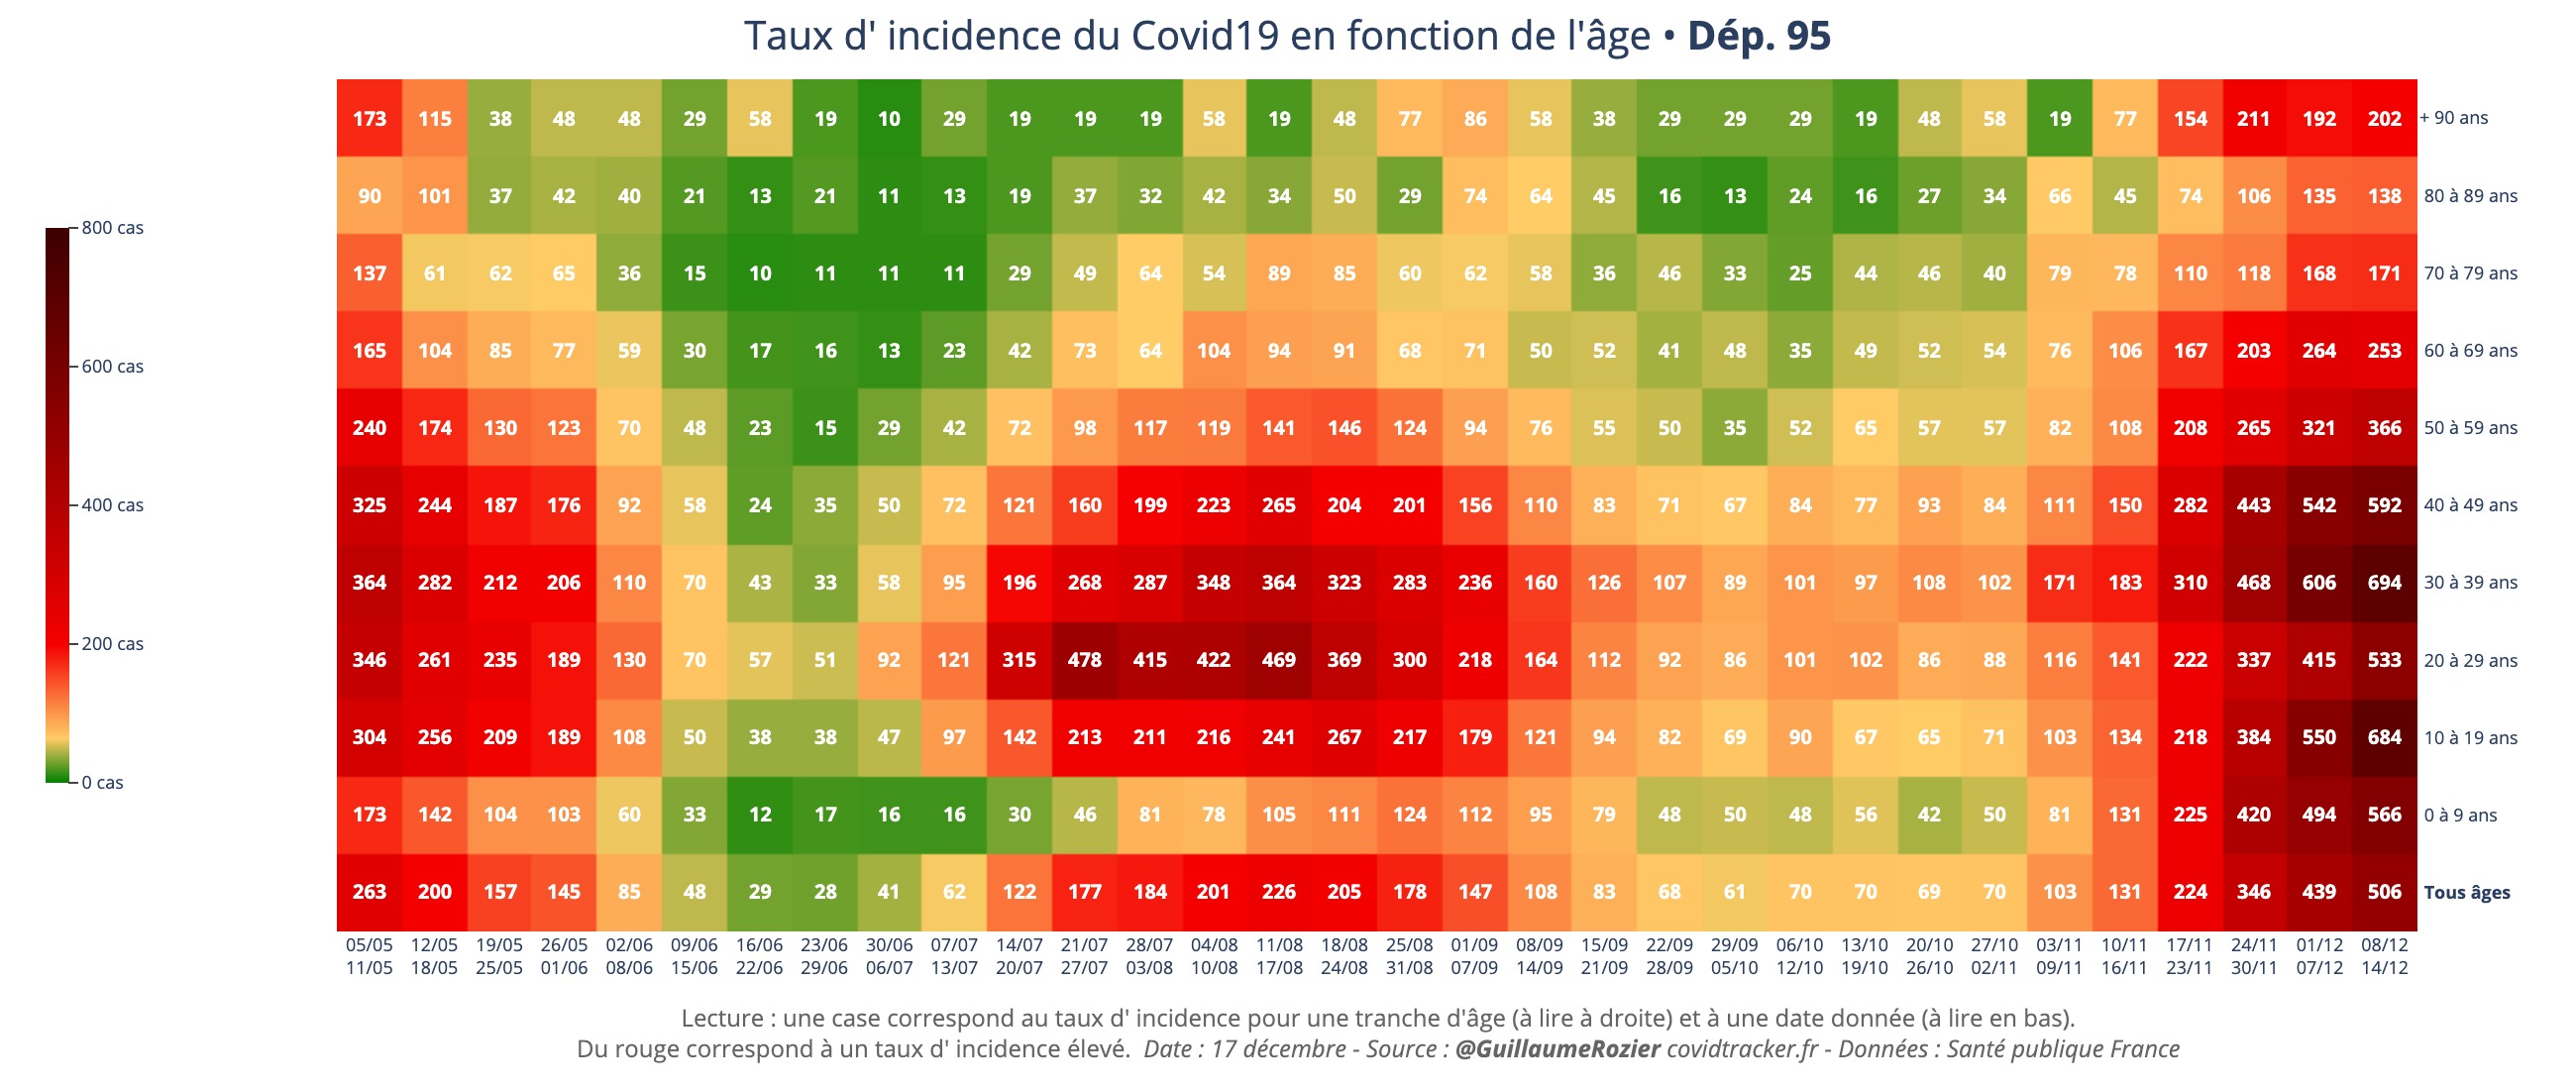 Taux d' incidence du Covid19 en fonction de l'âge • Dép. 95
800 cas
600 cas
400 cas
200 cas
0 cas
173 115 38 48 48 29 58 19 10 29 19 19 19 58 19 48 77 86 58 38 29 29 29 19 48 58 19 77 154 211 192 202 + 90 ans
90 101 37 42 40 21 13 21 11 13 19 37 32 42 34 50 29 74 64 45 16 13 24 16 27 34 66 45 74 106 135 138 80 à 89 ans
137 61 62 65 36 15 10 11 11 11 29 49 64 54 89 85 60 62 58 36 46 33 25 44 46 40 79 78 110 118 168 171 70 à 79 ans
165 104 85 77 59 30 17 16 13 23 42 73 64 104 94 91 68 71 50 52 41 48 35 49 52 54 76 106 167 203 264 253 60 à 69 ans
240 174 130 123 70 48 23 15 29 42 72 98 117 119 141 146 124 94 76 55 50 35 52 65 57 57 82 108 208 265 321 366 50 à 59 ans
325 244 187 176 92 58 24 35 50 72 121 160 199 223 265 204 201 156 110 83 71 67 84 77 93 84 111 150 282 443 542 592 40 à 49 ans
364 282 212 206 110 70 43 33 58 95 196 268 287 348 364 323 283 236 160 126 107 89 101 97 108 102 171 183 310 468 606 694 30 à 39 ans
346 261 235 189 130 70 57 51 92 121 315 478 415 422 469 369 300 218 164 112 92 86 101 102 86 88 116 141 222 337 415 533 20 à 29 ans
304 256 209 189 108 50 38 38 47 97 142 213 211 216 241 267 217 179 121 94 82 69 90 67 65 71 103 134 218 384 550 684 10 à 19 ans
173 142 104 103 60 33 12 17 16 16 30 46 81 78 105 111 124 112 95 79 48 50 48 56 42 50 81 131 225 420 494 566 0 à 9 ans
263 200 157 145 85 48 29 28 41 62 122 177 184 201 226 205 178 147 108 83 68 61 70 70 69 70 103 131 224 346 439 506 Tous âges
05/05 12/05 19/05 26/05 02/06 09/06 16/06 23/06 30/06 07/07 14/07 21/07 28/07 04/08 11/08 18/08 25/08 01/09 08/09 15/09 22/09 29/09 06/10 13/10 20/10 27/10 03/11 10/11 17/11 24/11 01/12 08/12
11/05 18/05 25/05 01/06 08/06 15/06 22/06 29/06 06/07 13/07 20/07 27/07 03/08 10/08 17/08 24/08 31/08 07/09 14/09 21/09 28/09 05/10 12/10 19/10 26/10 02/11 09/11 16/11 23/11 30/11 07/12 14/12
Lecture : une case correspond au taux d' incidence pour une tranche d'âge (à lire à droite) et à une date donnée (à lire en bas).
Du rouge correspond à un taux d' incidence élevé. Date : 17 décembre - Source : @GuillaumeRozier covidtracker.fr - Données : Santé publique France